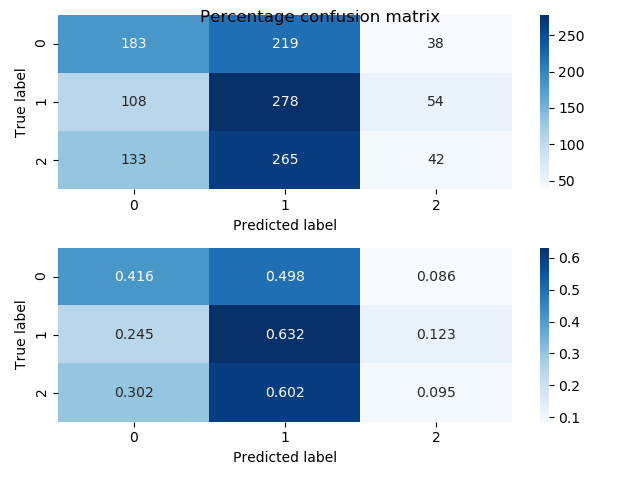 Percentage confusion matrix
True label
0 183 219 38
1 108 278 54
2 133 265 42
0 1 2
Predicted label
250
200
150
100
50
True label
0 0.416 0.498 0.086
1 0.245 0.632 0.123
2 0.302 0.602 0.095
0 1 2
Predicted label
0.6
0.5
0.4
0.3
0.2
0.1